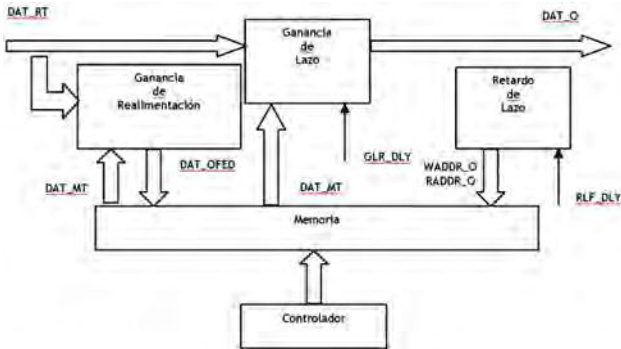 DAT_RT
DAT_O
Ganancia
de
Lazo
Ganancia
de
Realimentación
Retardo
de
Lazo
DAT_MT
DAT_OFED
DAT_MT
GLR_DLY
WADDR_O
RADDR_O
RLF_DLY
Memoria
Controlador